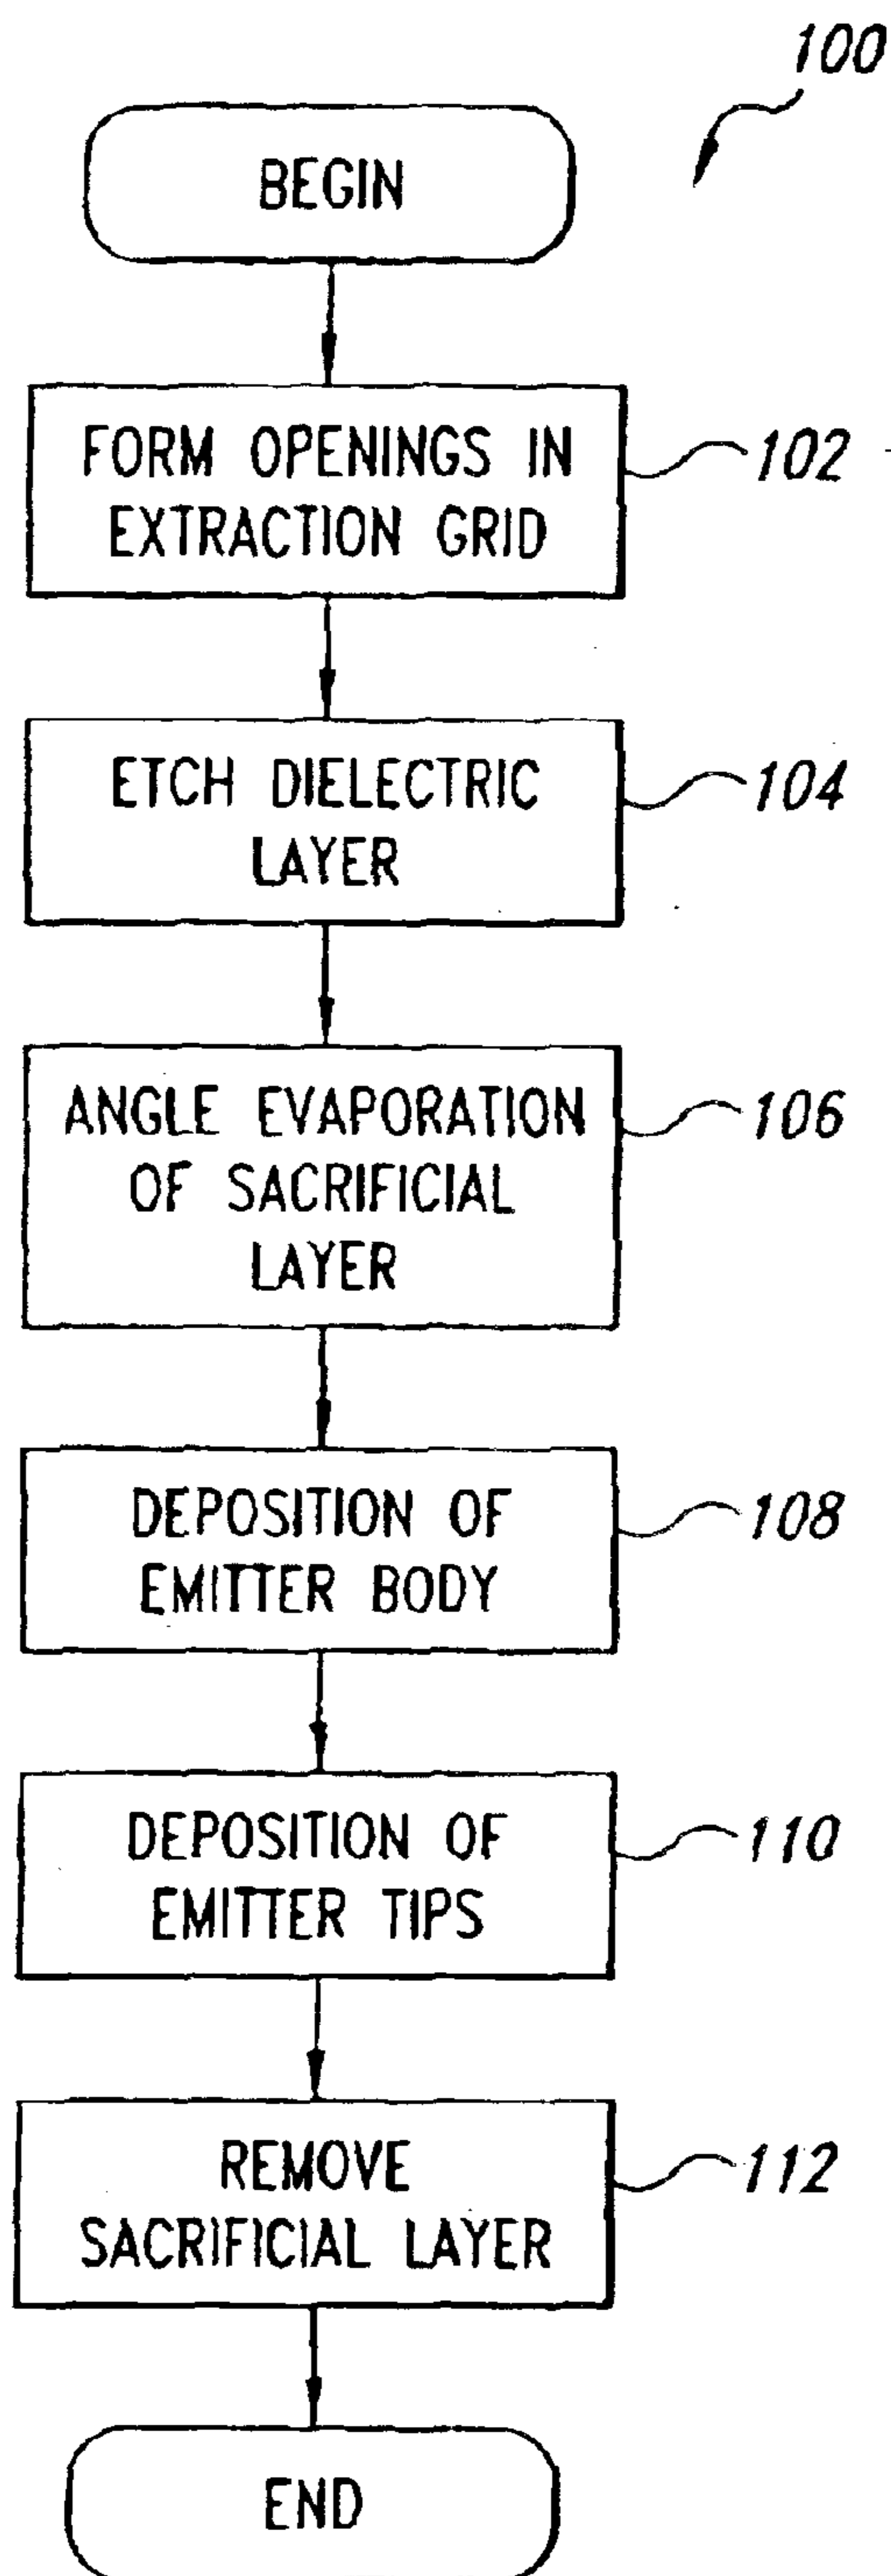 100
BEGIN
FORM OPENINGS IN
EXTRACTION GRID
102
ETCH DIELECTRIC
LAYER
104
ANGLE EVAPORATION
OF SACRIFICIAL
LAYER
106
DEPOSITION OF
EMITTER BODY
108
DEPOSITION OF
EMITTER TIPS
110
REMOVE
SACRIFICIAL LAYER
112
END